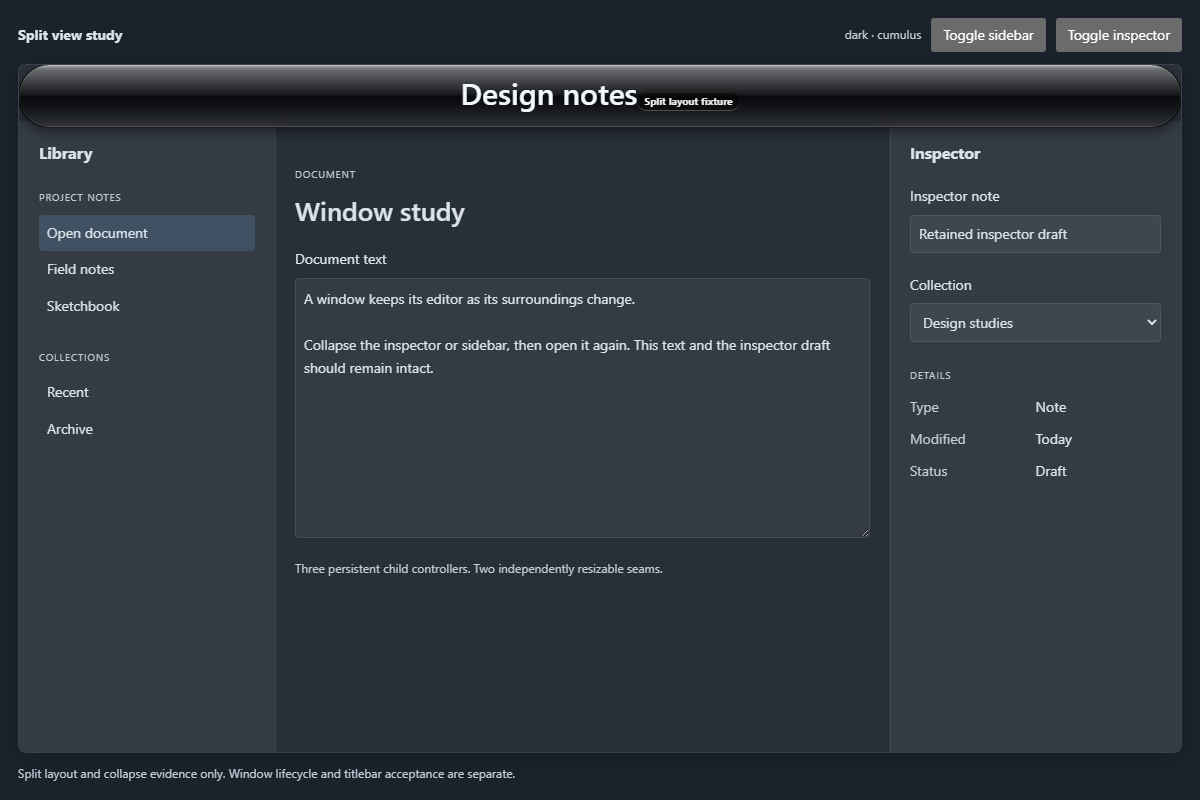 Split view study
dark · cumulus
Toggle sidebar
Toggle inspector
Design notes
Split layout fixture
Library
PROJECT NOTES
Open document
Field notes
Sketchbook
COLLECTIONS
Recent
Archive
DOCUMENT
Window study
Document text
A window keeps its editor as its surroundings change.
Collapse the inspector or sidebar, then open it again. This text and the inspector draft
should remain intact.
Three persistent child controllers. Two independently resizable seams.
Inspector
Inspector note
Retained inspector draft
Collection
Design studies
DETAILS
Type Note
Modified Today
Status Draft
Split layout and collapse evidence only. Window lifecycle and titlebar acceptance are separate.